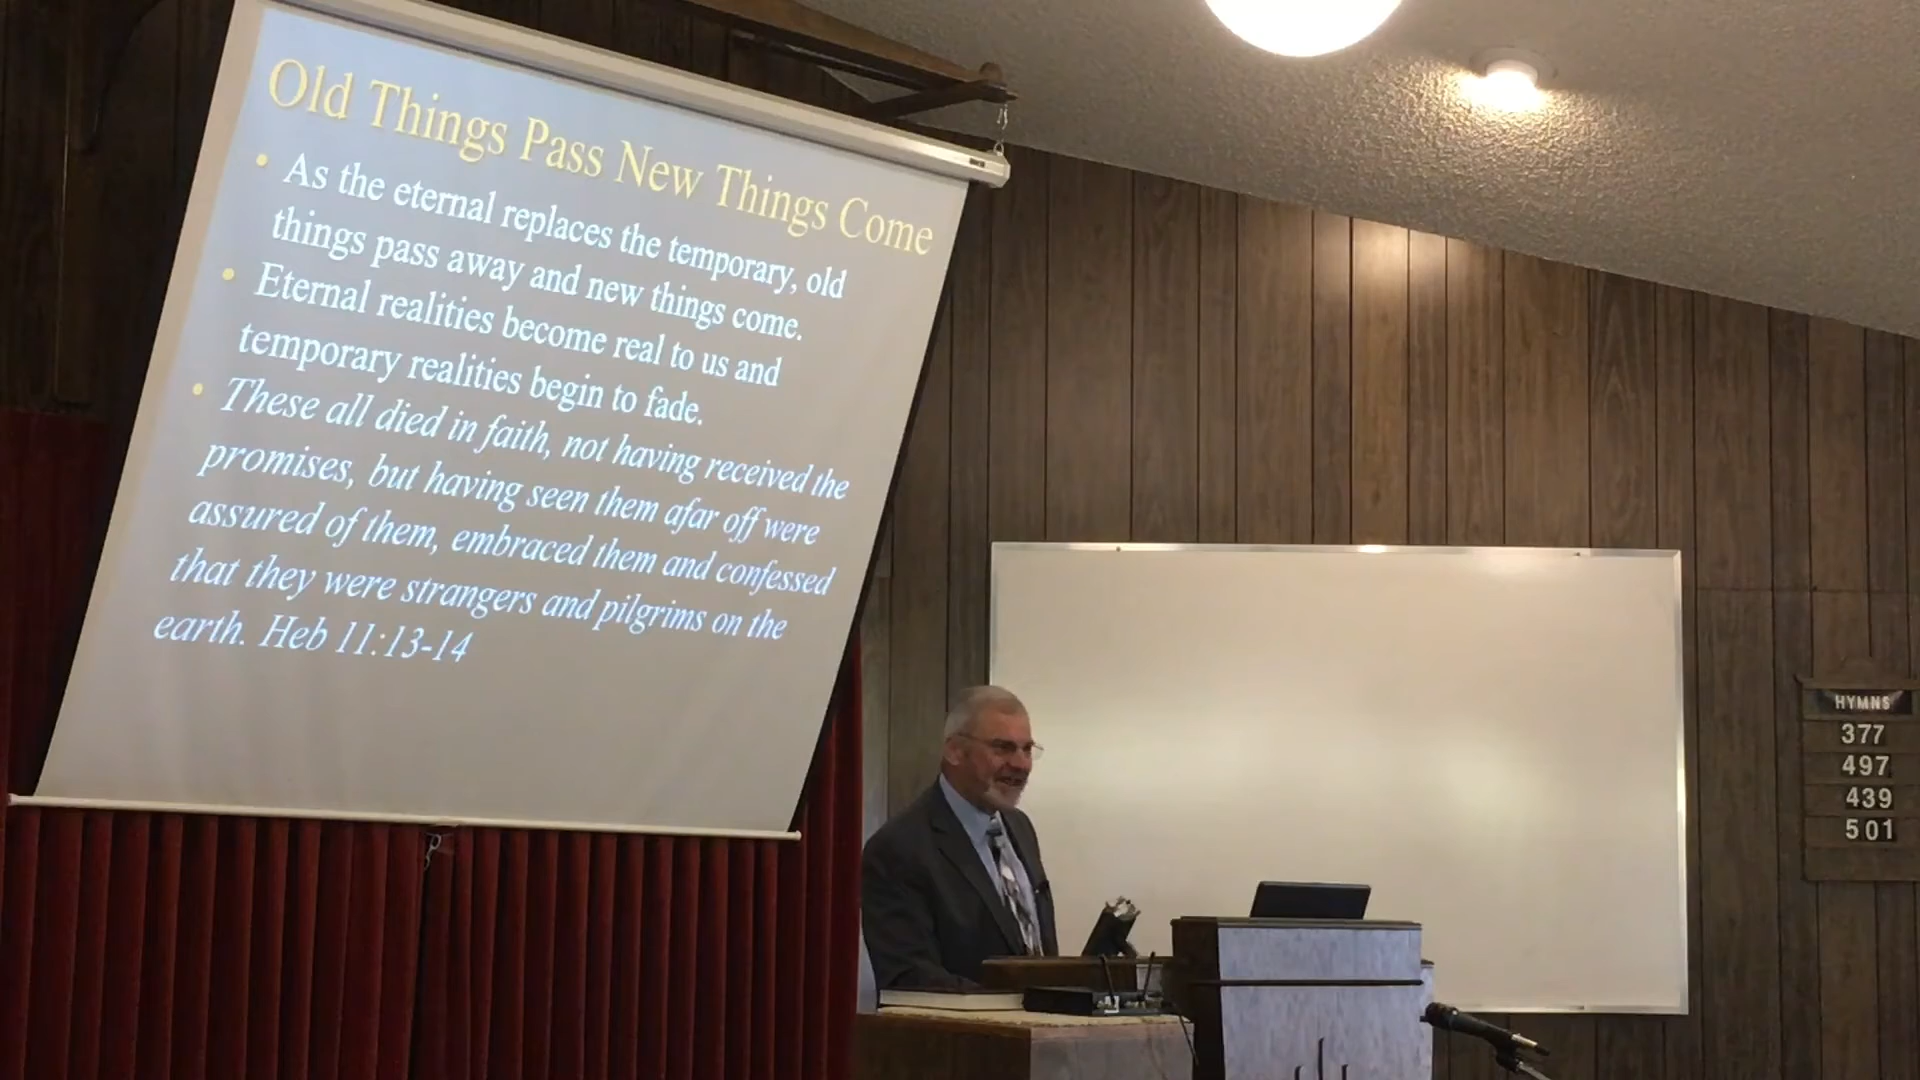 Old Things Pass New Things Come
• As the eternal replaces the temporary, old
things pass away and new things come.
• Eternal realities become real to us and
temporary realities begin to fade.
• These all died in faith, not having received the
promises, but having seen them afar off were
assured of them, embraced them and confessed
that they were strangers and pilgrims on the
earth. Heb 11:13-14
HYMNS
377
497
439
501